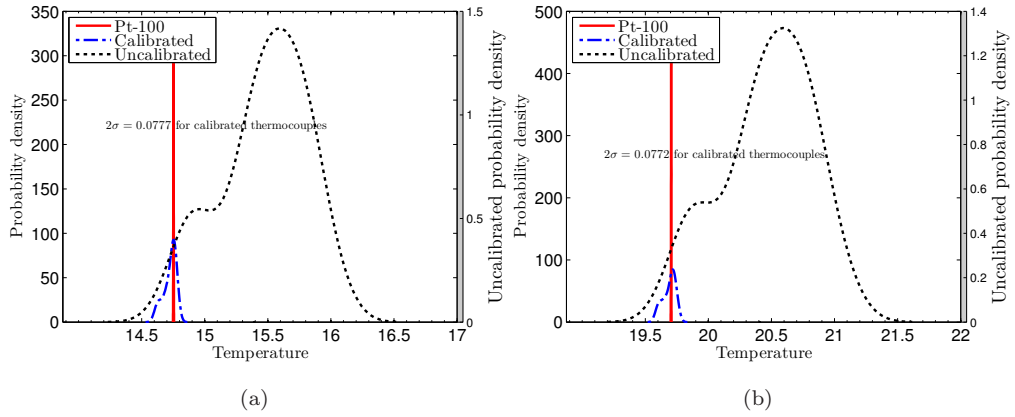 Pt-100
Calibrated
Uncalibrated
2σ = 0.0777 for calibrated thermocouples
Probability density
Uncalibrated probability density
Temperature
0
50
100
150
200
250
300
350
0
0.5
1
1.5
14.5
15
15.5
16
16.5
17
(a)
Pt-100
Calibrated
Uncalibrated
2σ = 0.0772 for calibrated thermocouples
Probability density
Uncalibrated probability density
Temperature
0
100
200
300
400
500
0
0.2
0.4
0.6
0.8
1
1.2
1.4
19.5
20
20.5
21
21.5
22
(b)